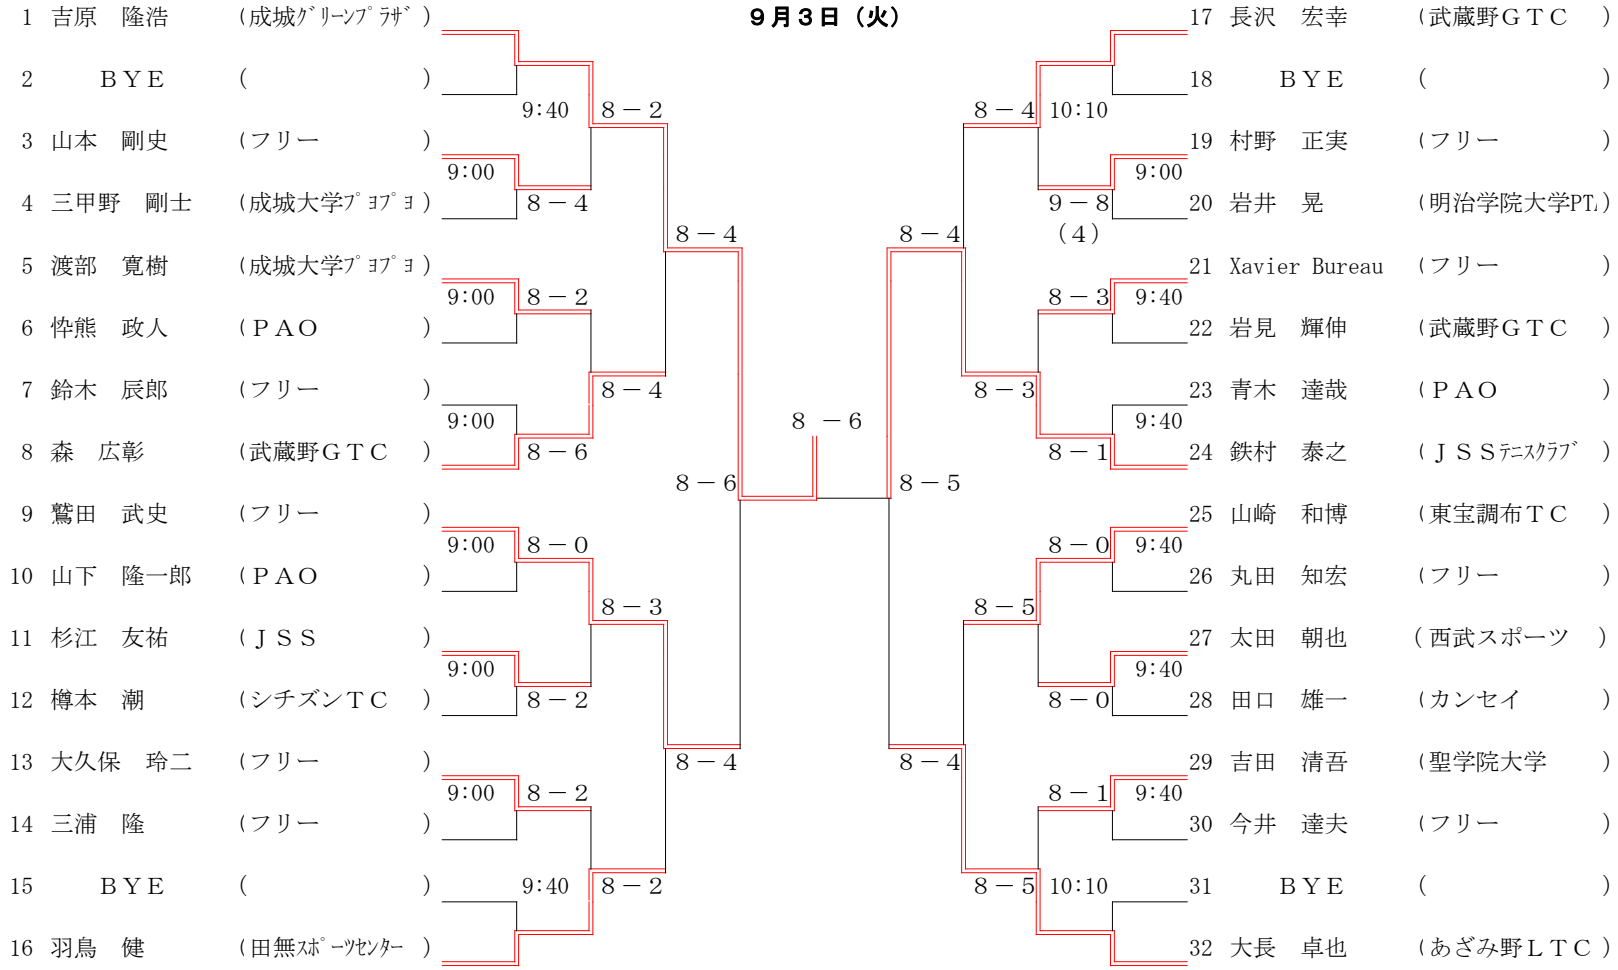 9月3日（火）
1 吉原　隆浩 (成城グリーンプラザ)
2 ＢＹＥ ( )
9:40 8－2
3 山本　剛史 (フリー )
9:00
4 三甲野　剛士 (成城大学プヨプヨ)
8－4
8－4
5 渡部　寛樹 (成城大学プヨプヨ)
9:00 8－2
6 忰熊　政人 (ＰＡＯ )
7 鈴木　辰郎 (フリー )
8－4
9:00
8 森　広彰 (武蔵野ＧＴＣ )
8－6
8－6
9 鷲田　武史 (フリー )
9:00 8－0
10 山下　隆一郎 (ＰＡＯ )
8－3
11 杉江　友祐 (ＪＳＳ )
9:00
12 樽本　潮 (シチズンＴＣ )
8－2
13 大久保　玲二 (フリー )
8－4
9:00 8－2
14 三浦　隆 (フリー )
15 ＢＹＥ ( )
9:40 8－2
16 羽鳥　健 (田無スポーツセンター )
8 －6
17 長沢　宏幸 (武蔵野ＧＴＣ )
18 ＢＹＥ ( )
8－4 10:10
19 村野　正実 (フリー )
9:00
20 岩井　晃 (明治学院大学PT)
9－8
(4)
8－4
21 Xavier Bureau (フリー )
8－3 9:40
22 岩見　輝伸 (武蔵野ＧＴＣ )
23 青木　達哉 (ＰＡＯ )
8－3
9:40
24 鉄村　泰之 (ＪＳＳテニスクラブ )
8－1
8－5
25 山崎　和博 (東宝調布ＴＣ )
8－0 9:40
26 丸田　知宏 (フリー )
8－5
27 太田　朝也 (西武スポーツ )
9:40
28 田口　雄一 (カンセイ )
8－0
29 吉田　清吾 (聖学院大学 )
8－4
8－1 9:40
30 今井　達夫 (フリー )
31 ＢＹＥ ( )
8－5 10:10
32 大長　卓也 (あざみ野ＬＴＣ)